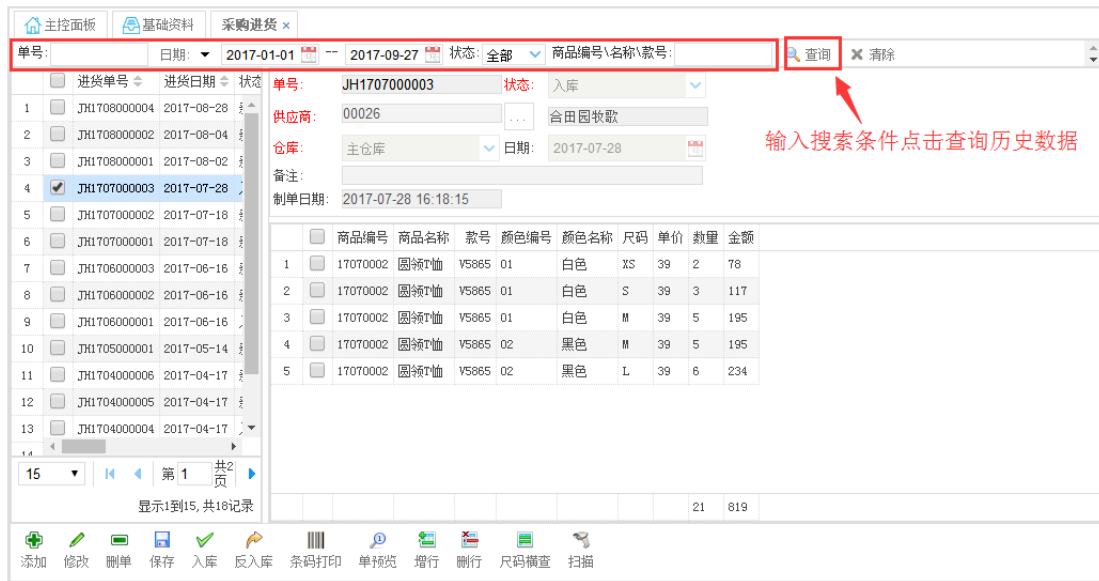 主控面板 基础资料 采购进货 ×
单号: 日期: 2017-01-01 -- 2017-09-27 状态: 全部 商品编号\名称\款号: 查询 清除
进货单号 进货日期 状态
1 JH1708000004 2017-08-28
2 JH1708000002 2017-08-04
3 JH1708000001 2017-08-02
4 JH1707000003 2017-07-28
5 JH1707000002 2017-07-18
6 JH1707000001 2017-07-18
7 JH1706000003 2017-06-16
8 JH1706000002 2017-06-16
9 JH1706000001 2017-06-16
10 JH1705000001 2017-05-14
11 JH1704000006 2017-04-17
12 JH1704000005 2017-04-17
13 JH1704000004 2017-04-17
15 第 1 共2页
显示1到15,共18记录
单号: JH1707000003 状态: 入库
供应商: 00026 ... 合田园牧歌
仓库: 主仓库 日期: 2017-07-28
备注:
制单日期: 2017-07-28 16:18:15
输入搜索条件点击查询历史数据
商品编号 商品名称 款号 颜色编号 颜色名称 尺码 单价 数量 金额
1 17070002 圆领T恤 V5865 01 白色 XS 39 2 78
2 17070002 圆领T恤 V5865 01 白色 S 39 3 117
3 17070002 圆领T恤 V5865 01 白色 M 39 5 195
4 17070002 圆领T恤 V5865 02 黑色 M 39 5 195
5 17070002 圆领T恤 V5865 02 黑色 L 39 6 234
21 819
添加 修改 删单 保存 入库 反入库 条码打印 单预览 增行 删行 尺码横查 扫描